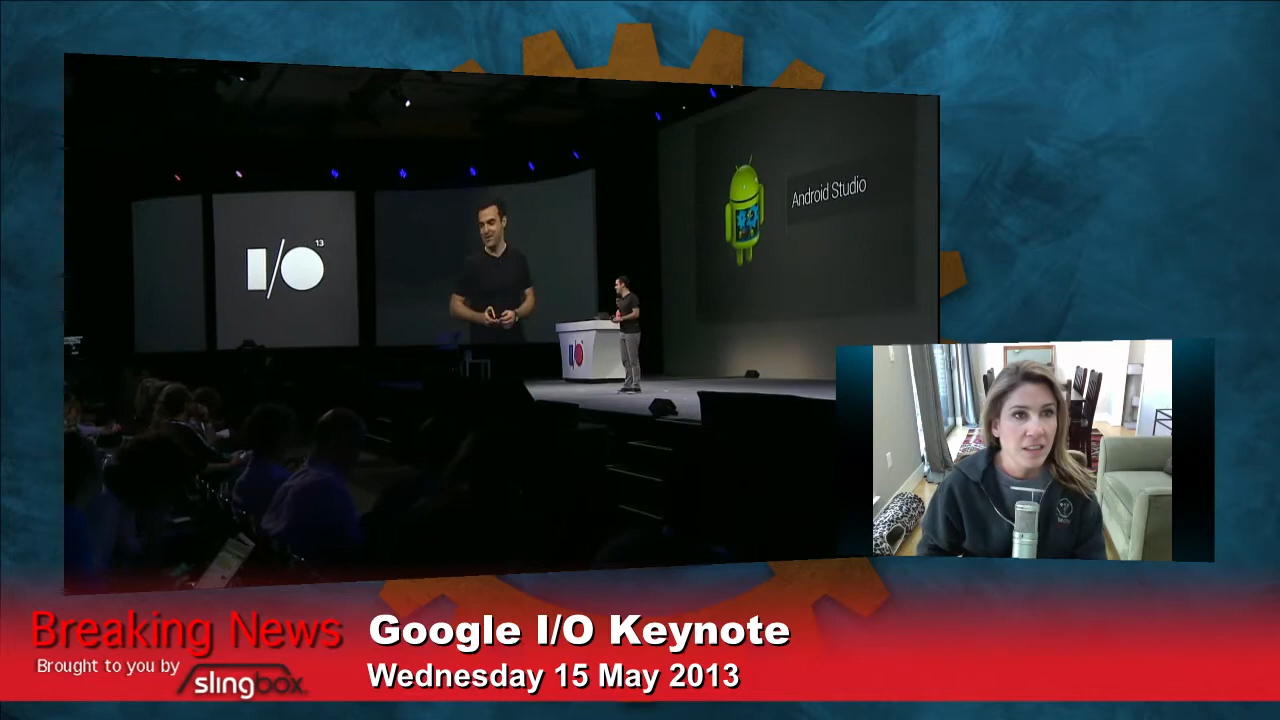 I/O 13
Android Studio
I/O
Breaking News
Brought to you by
slingbox.
Google I/O Keynote
Wednesday 15 May 2013